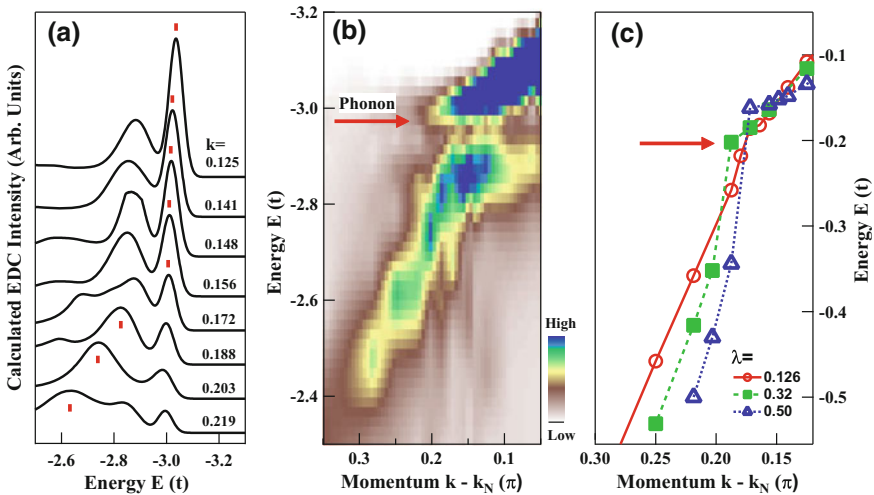 (a)
Calculated EDC Intensity (Arb. Units)
k=
0.125
0.141
0.148
0.156
0.172
0.188
0.203
0.219
-2.6 -2.8 -3.0 -3.2
Energy E (t)
(b)
Phonon
-3.2
-3.0
-2.8
-2.6
-2.4
Energy E (t)
0.3 0.2 0.1
Momentum k - kN (π)
High
Low
(c)
-0.1
-0.2
-0.3
-0.4
-0.5
Energy E (t)
λ=
0.126
0.32
0.50
0.30 0.25 0.20 0.15
Momentum k - kN (π)